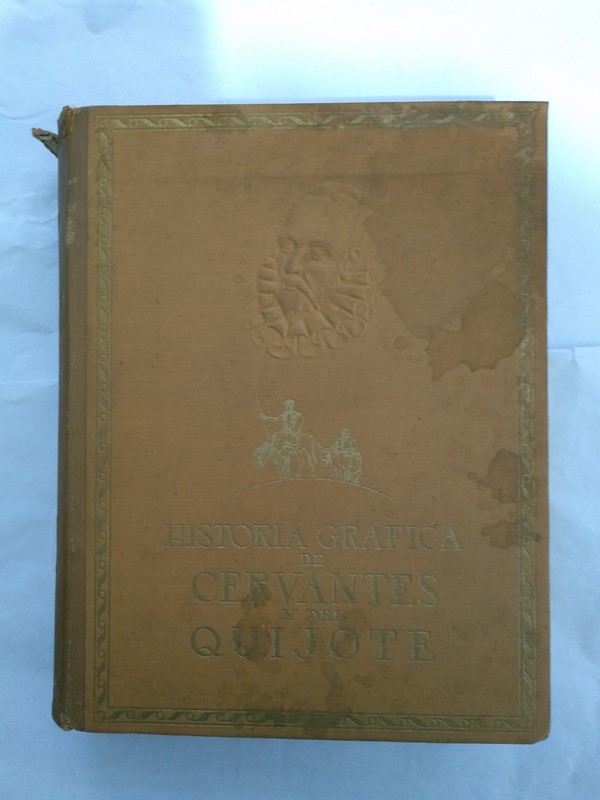 HISTORIA GRAFICA
DE
CERVANTES
Y DEL
QUIJOTE